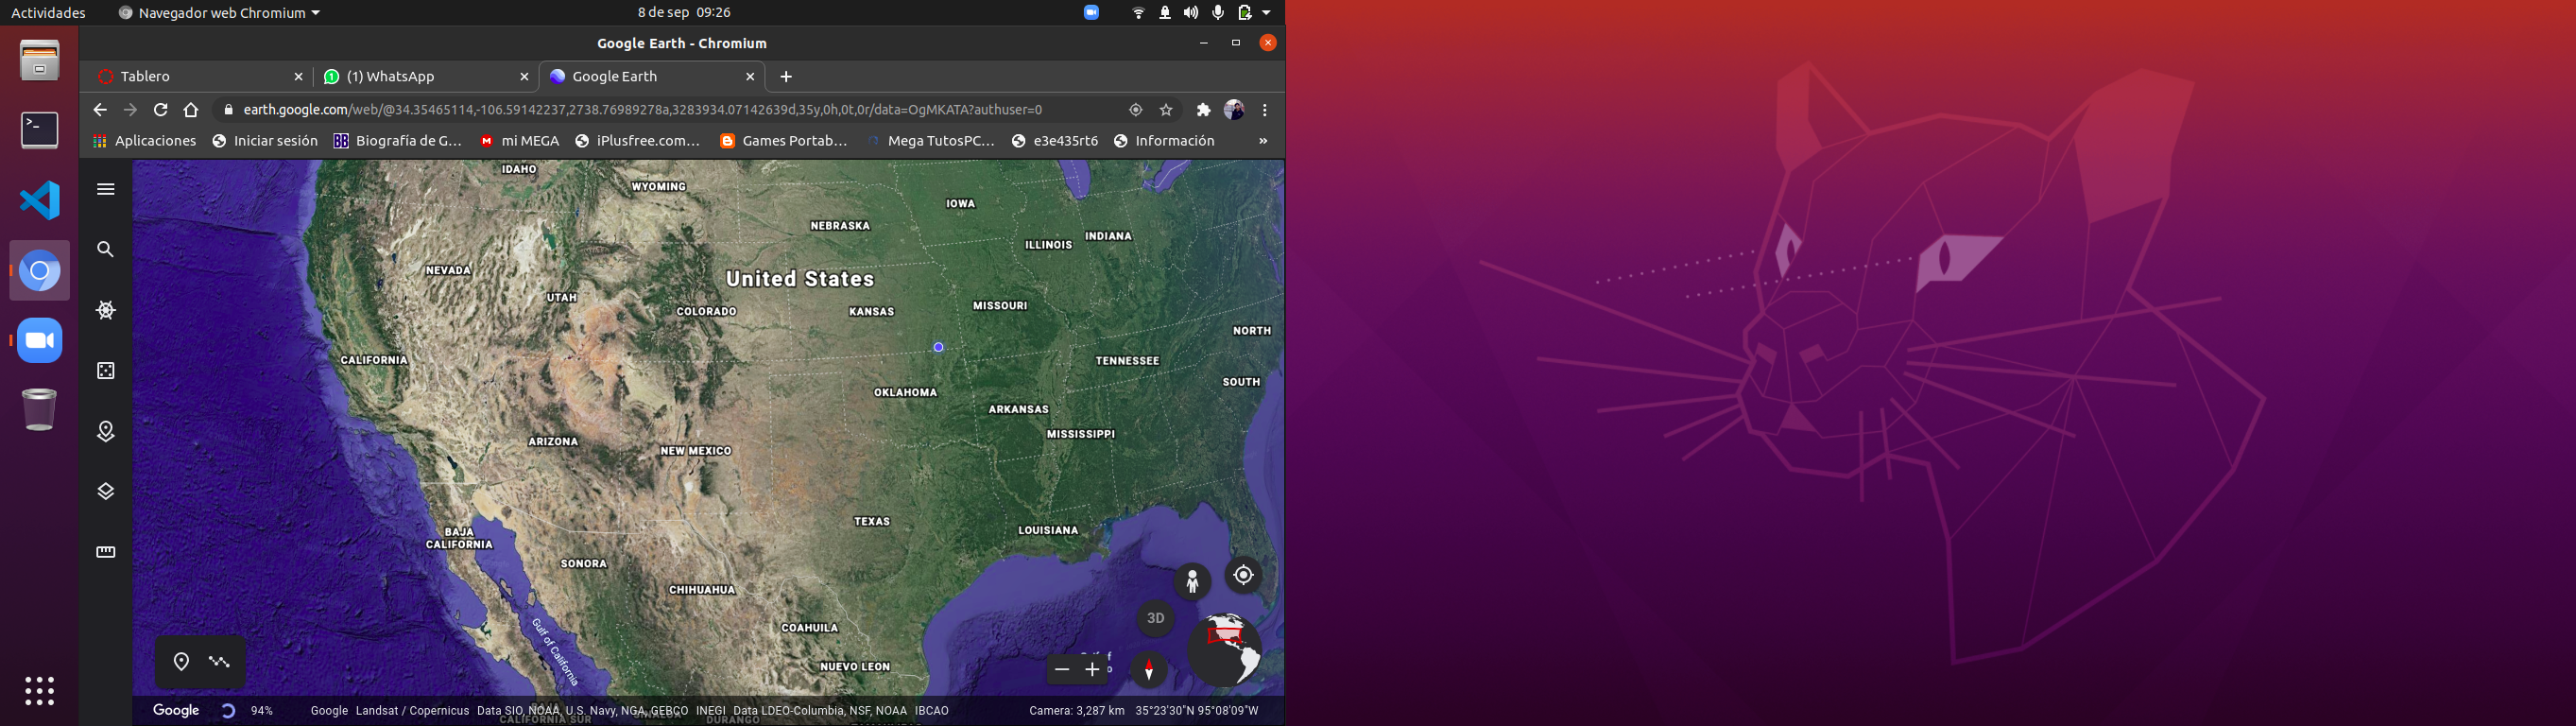 Actividades
Navegador web Chromium
8 de sep 09:26
Google Earth - Chromium
Tablero
(1) WhatsApp
Google Earth
earth.google.com/web/@34.35465114,-106.59142237,2738.76989278a,3283934.07142639d,35y,0h,0t,0r/data=OgMKATA?authuser=0
Aplicaciones
Iniciar sesión
BB
Biografía de G...
M
mi MEGA
iPlusfree.com...
Games Portab...
Mega TutosPC...
e3e435rt6
Información
»
IDAHO
WYOMING
IOWA
NEBRASKA
ILLINOIS
INDIANA
NEVADA
United States
UTAH
COLORADO
KANSAS
MISSOURI
NORTH
CALIFORNIA
TENNESSEE
OKLAHOMA
SOUTH
ARKANSAS
ARIZONA
NEW MEXICO
MISSISSIPPI
TEXAS
LOUISIANA
BAJA
CALIFORNIA
SONORA
CHIHUAHUA
COAHUILA
3D
Gulf of California
NUEVO LEON
Google
94%
Google Landsat / Copernicus Data SIO, NOAA, U.S. Navy, NGA, GEBCO INEGI Data LDEO-Columbia, NSF, NOAA IBCAO
Camera: 3,287 km 35°23'30"N 95°08'09"W
CALIFORNIA SUR
DURANGO